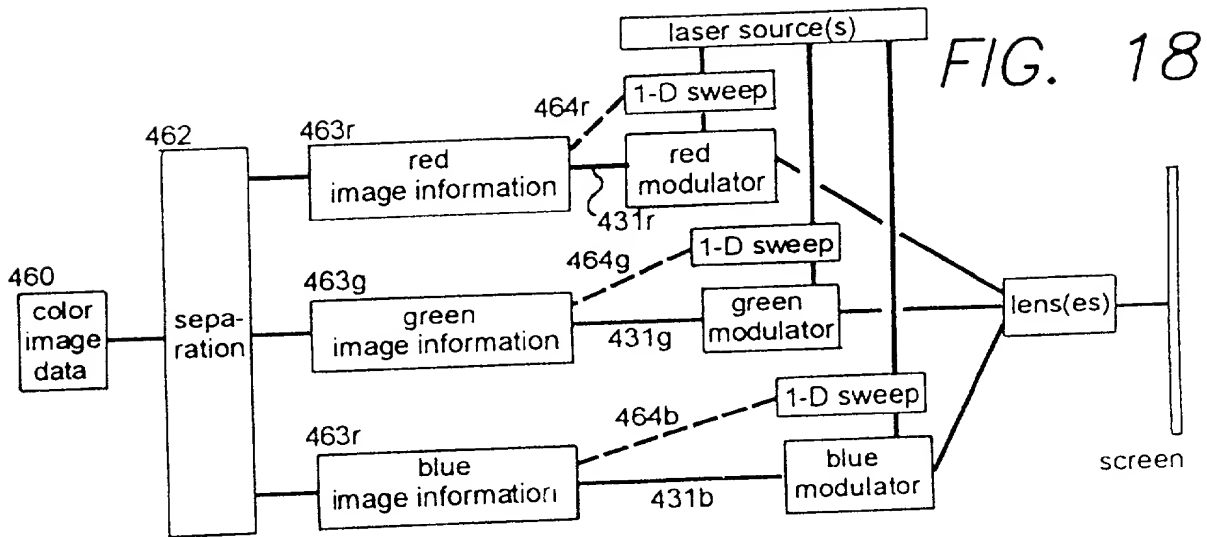 laser source(s)
FIG. 18
464r
1-D sweep
462
463r
red
image information
red
modulator
431r
1-D sweep
464g
460
463g
color
image
data
sepa-
ration
green
image information
431g
green
modulator
lens(es)
1-D sweep
464b
463r
blue
image information
431b
blue
modulator
screen